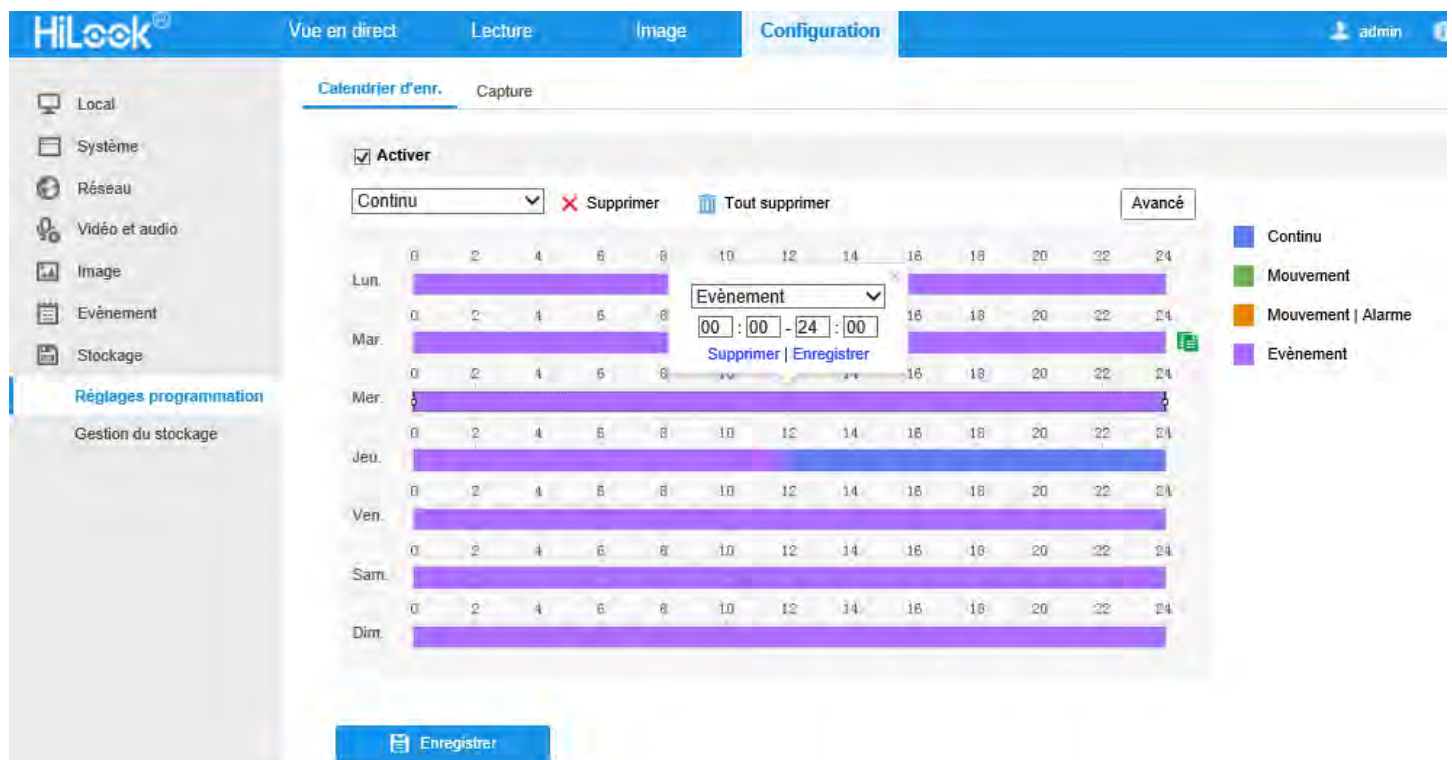 HiLook
Vue en direct Lecture Image Configuration admin
Calendrier d'enr. Capture
Local
Système
Réseau
Vidéo et audio
Image
Evènement
Stockage
Réglages programmation
Gestion du stockage
Activer
Continu Supprimer Tout supprimer Avancé
0 2 4 6 8 10 12 14 16 18 20 22 24
Lun.
0 2 4 6 8 16 18 20 22 24
Mar.
0 2 4 6 8 10 12 14 16 18 20 22 24
Mer.
0 2 4 6 8 10 12 14 16 18 20 22 24
Jeu.
0 2 4 6 8 10 12 14 16 18 20 22 24
Ven.
0 2 4 6 8 10 12 14 16 18 20 22 24
Sam.
0 2 4 6 8 10 12 14 16 18 20 22 24
Dim.
Evènement
00 : 00 - 24 : 00
Supprimer | Enregistrer
Continu
Mouvement
Mouvement | Alarme
Evènement
Enregistrer